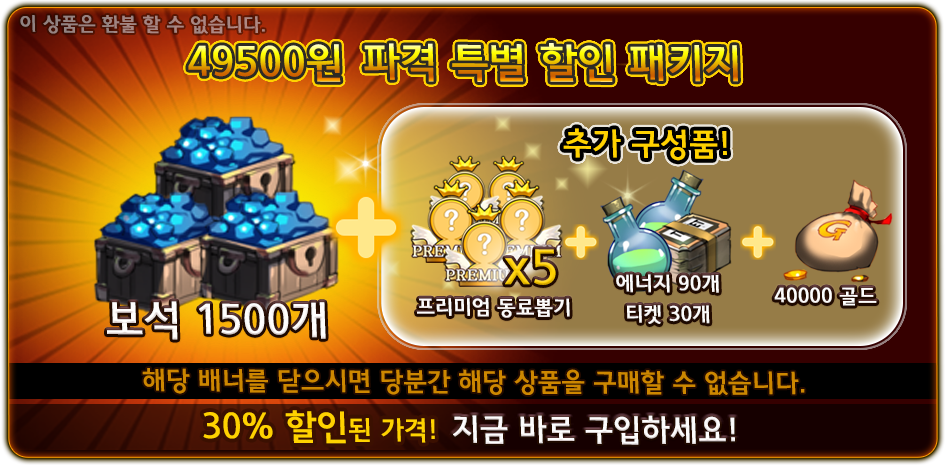 이 상품은 환불 할 수 없습니다.
49500원 파격 특별 할인 패키지
추가 구성품!
PREMIUM
x5
보석 1500개
프리미엄 동료뽑기
에너지 90개
티켓 30개
G
40000 골드
해당 배너를 닫으시면 당분간 해당 상품을 구매할 수 없습니다.
30% 할인된 가격! 지금 바로 구입하세요!